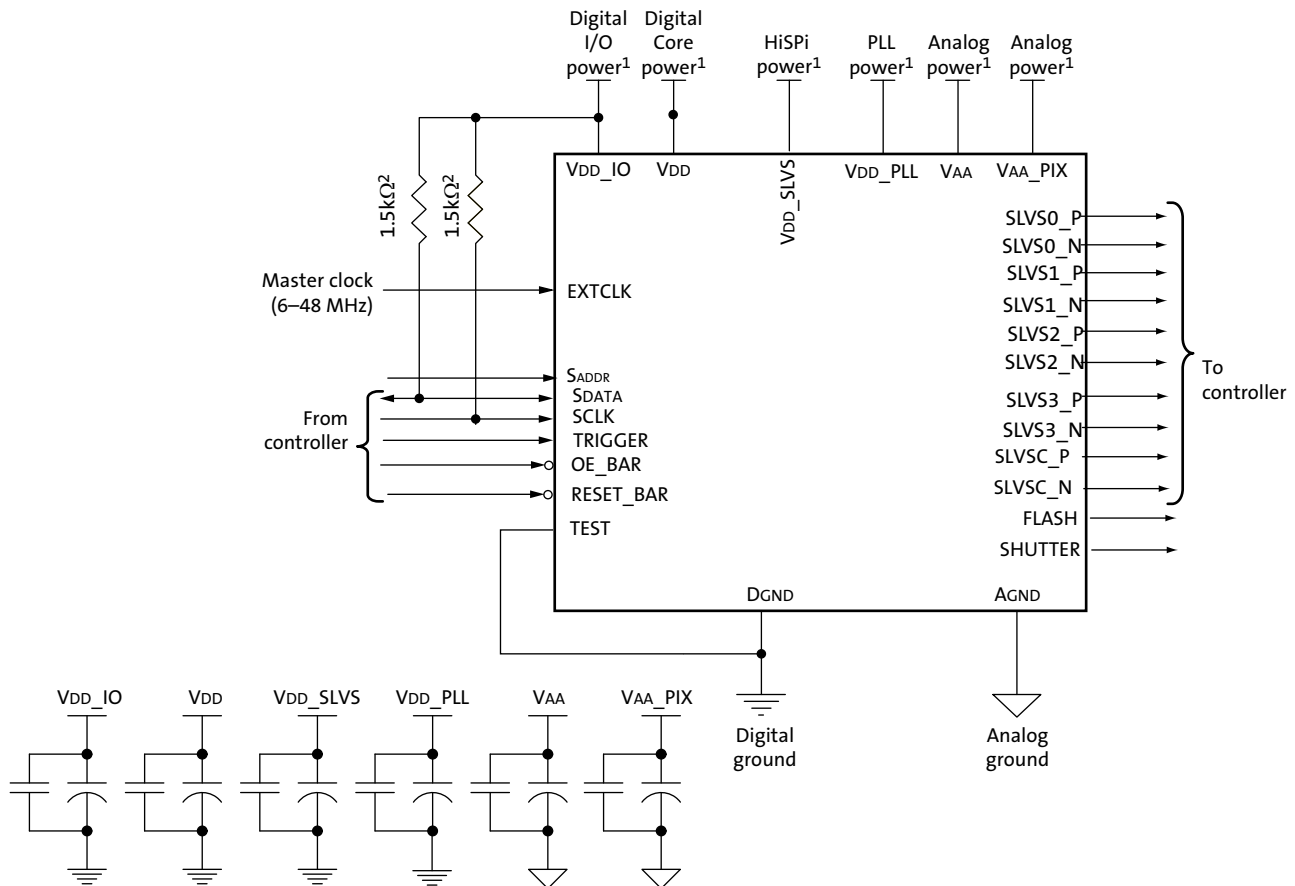 Digital
I/O
power1
Digital
Core
power1
HiSPi
power1
PLL
power1
Analog
power1
Analog
power1
VDD_IO
VDD
VDD_SLVS
VDD_PLL
VAA
VAA_PIX
1.5kΩ2
1.5kΩ2
Master clock
(6–48 MHz)
EXTCLK
From
controller
SADDR
SDATA
SCLK
TRIGGER
OE_BAR
RESET_BAR
TEST
SLVS0_P
SLVS0_N
SLVS1_P
SLVS1_N
SLVS2_P
SLVS2_N
SLVS3_P
SLVS3_N
SLVSC_P
SLVSC_N
FLASH
SHUTTER
To
controller
DGND
AGND
Digital
ground
Analog
ground
VDD_IO
VDD
VDD_SLVS
VDD_PLL
VAA
VAA_PIX